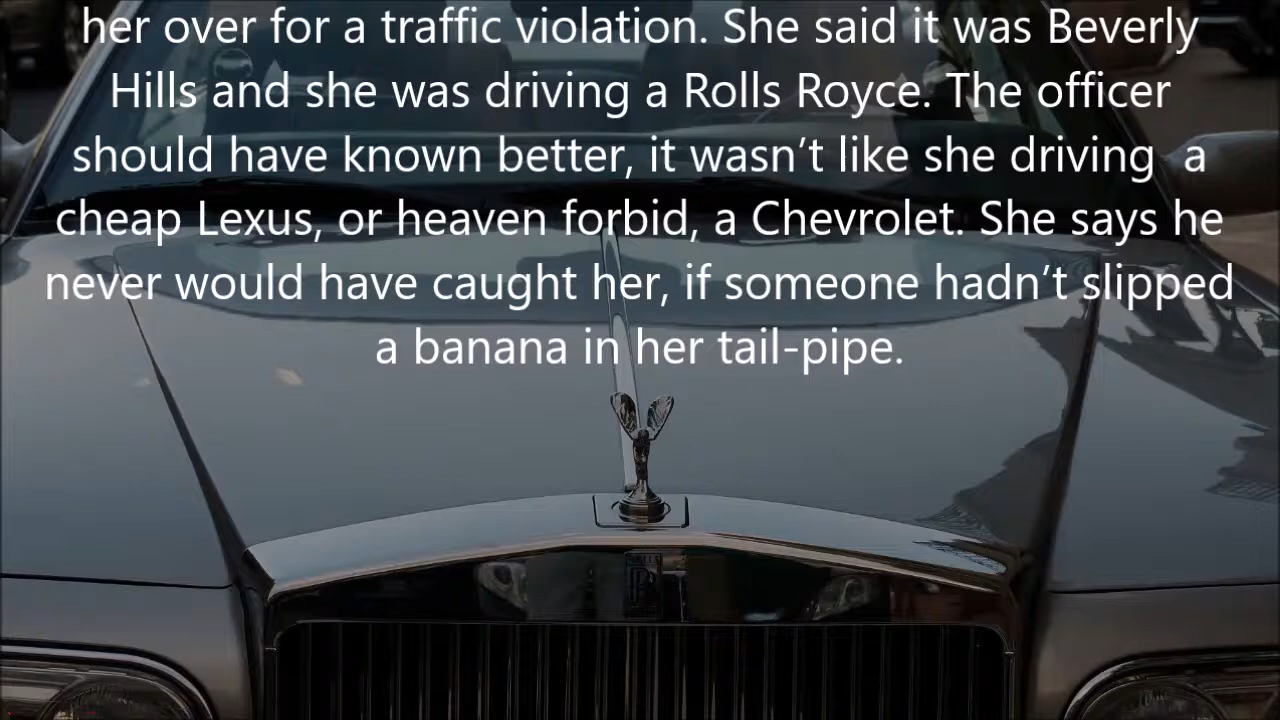 her over for a traffic violation. She said it was Beverly
Hills and she was driving a Rolls Royce. The officer
should have known better, it wasn’t like she driving  a
cheap Lexus, or heaven forbid, a Chevrolet. She says he
never would have caught her, if someone hadn’t slipped
a banana in her tail-pipe.